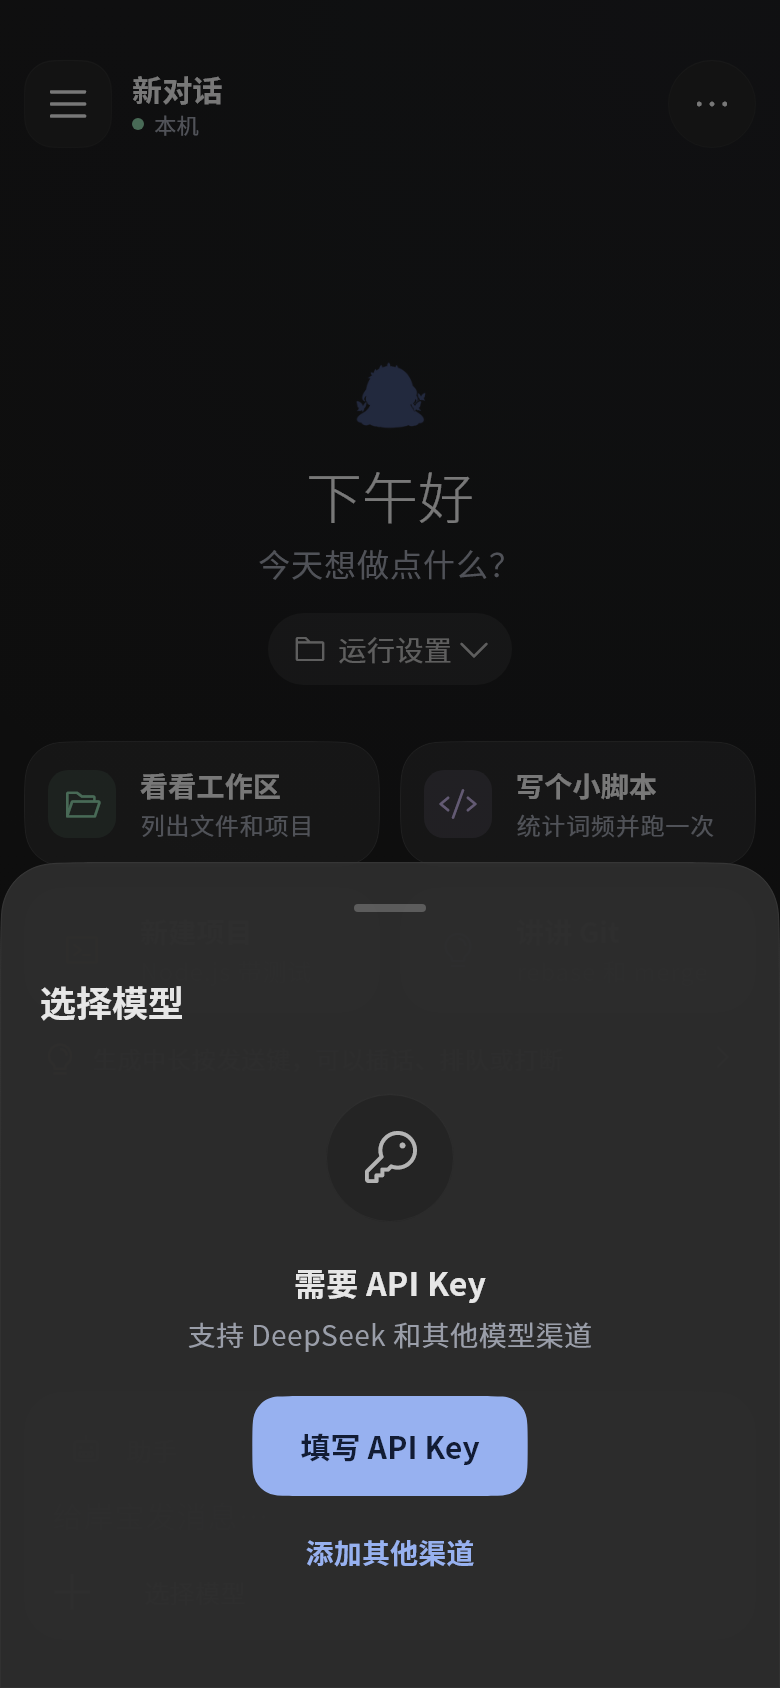 新对话
本机
下午好
今天想做点什么？
运行设置
看看工作区
列出文件和项目
写个小脚本
统计词频并跑一次
选择模型
需要 API Key
支持 DeepSeek 和其他模型渠道
填写 API Key
添加其他渠道